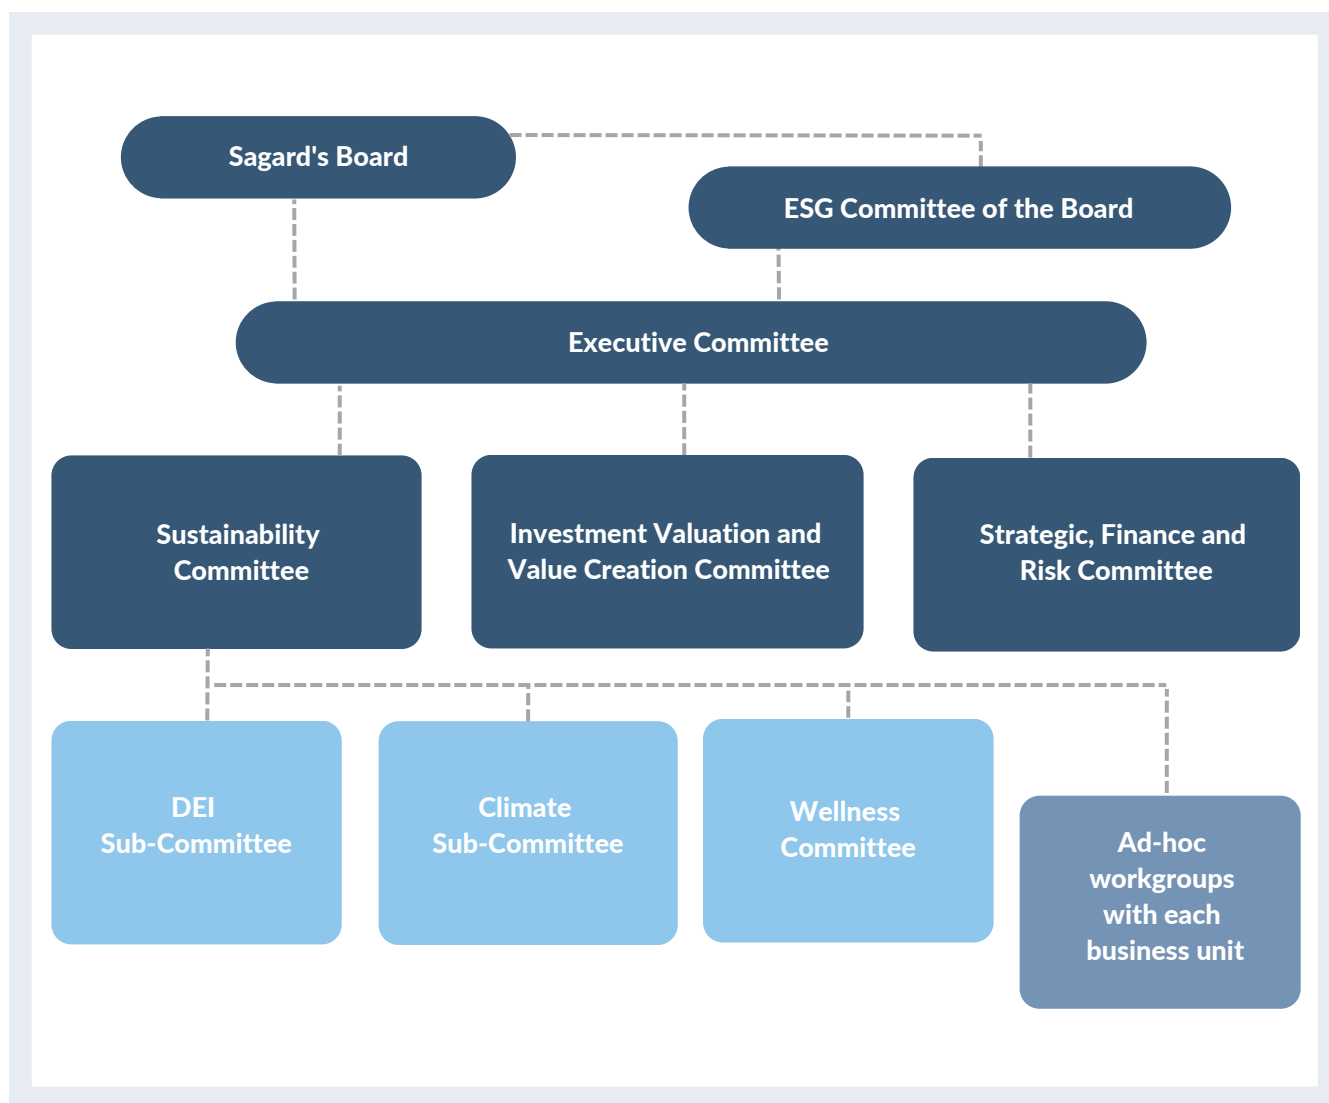 Sagard's Board
ESG Committee of the Board
Executive Committee
Sustainability
Committee
Investment Valuation and
Value Creation Committee
Strategic, Finance and
Risk Committee
DEI
Sub-Committee
Climate
Sub-Committee
Wellness
Committee
Ad-hoc
workgroups
with each
business unit